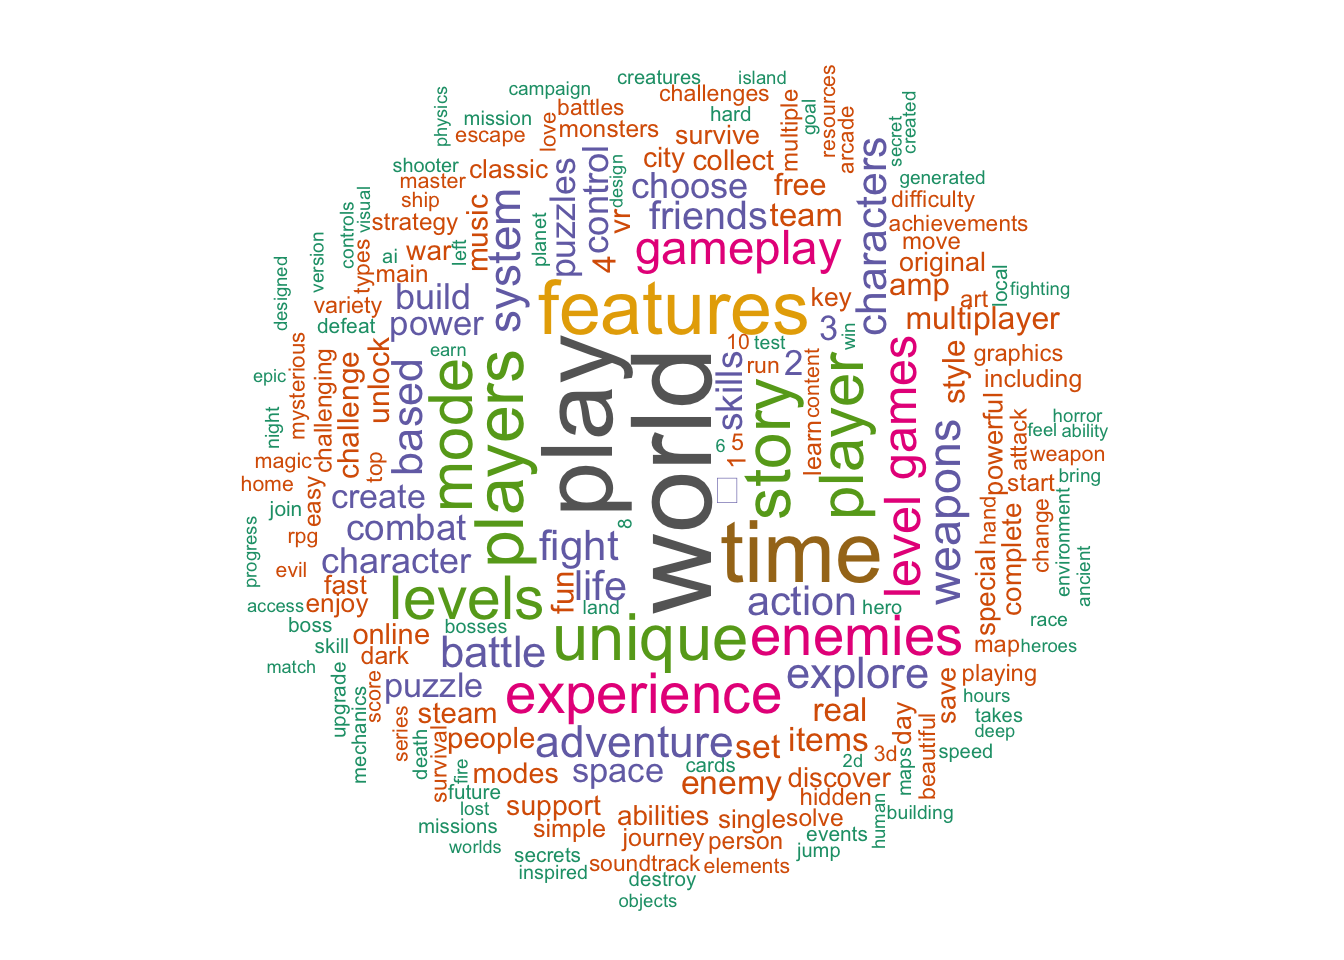 creatures
island
campaign
challenges
physics
mission
battles
hard
multiple
goal
resources
escape
love
monsters
survive
arcade
secret
created
shooter
classic
puzzles
control
design
city
collect
characters
generated
master
choose
free
difficulty
ship
visual
controls
strategy
music
system
planet
vr
friends
team
achievements
version
types
ai
war
left
4
gameplay
move
designed
main
original
local
variety
build
features
key
amp
art
fighting
defeat
power
3
win
multiplayer
mysterious
challenging
challenge
unlock
earn
play
world
10
test
games
style
graphics
epic
based
mode
players
skills
run
2
content
player
including
night
top
6
5
1
story
learn
level
weapons
powerful
attack
horror
feel
ability
magic
weapon
home
easy
create
hand
start
bring
join
combat
8
progress
rpg
character
fight
time
special
complete
change
environment
ancient
evil
fast
fun
life
access
enjoy
levels
land
action
hero
boss
online
bosses
unique
enemies
race
skill
dark
battle
map
heroes
match
upgrade
score
puzzle
experience
explore
save
playing
mechanics
series
steam
real
day
hours
death
survival
people
adventure
set
items
beautiful
takes
deep
fire
modes
space
cards
3d
2d
maps
speed
future
enemy
discover
lost
support
hidden
missions
simple
abilities
single
solve
human
building
worlds
journey
person
events
secrets
jump
inspired
soundtrack
elements
destroy
objects